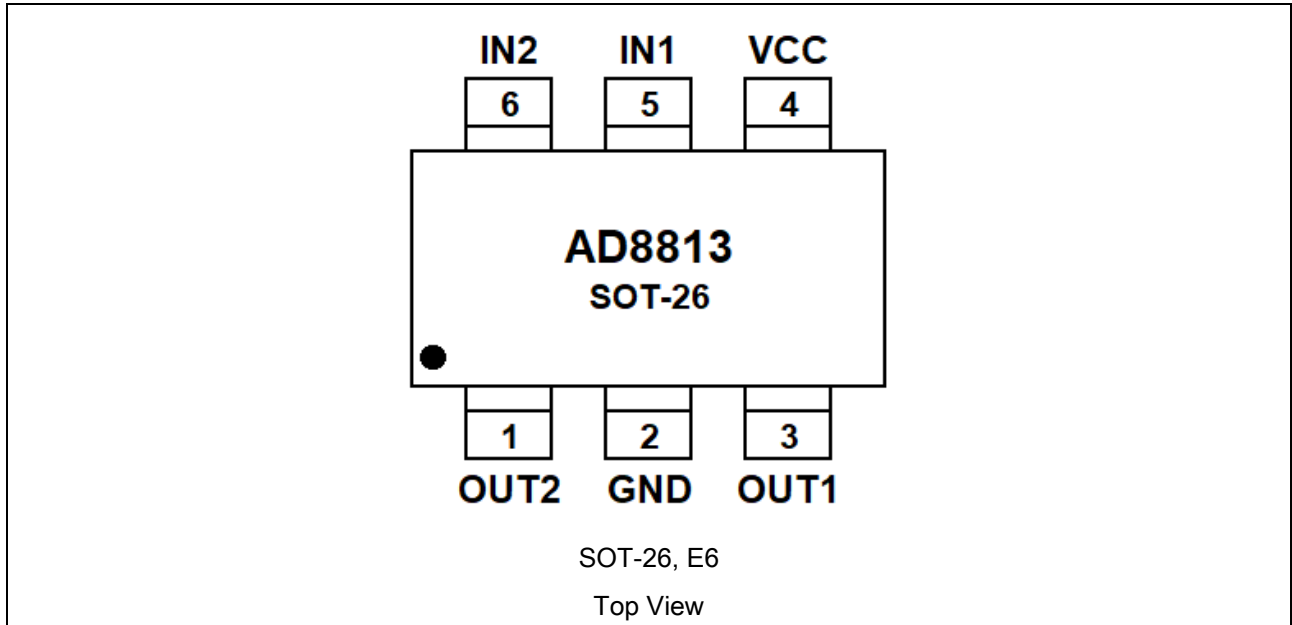 IN2 IN1 VCC
6 5 4
AD8813
SOT-26
1 2 3
OUT2 GND OUT1
SOT-26, E6
Top View